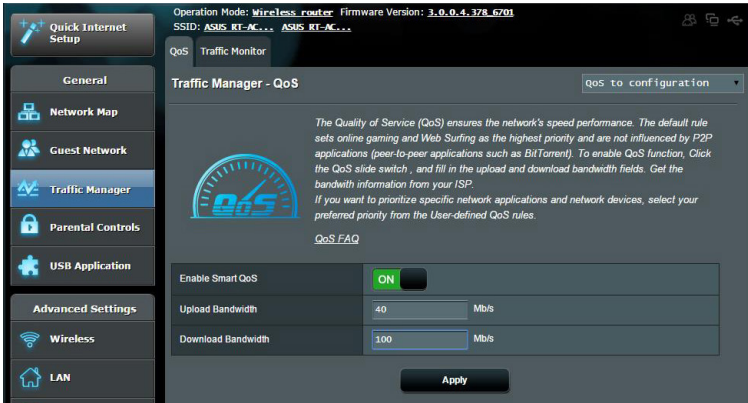 Operation Mode: Wireless router Firmware Version: 3.0.0.4.378_6701
SSID: ASUS RT-AC... ASUS RT-AC...
Quick Internet
Setup
QoS Traffic Monitor
General
Network Map
Guest Network
Traffic Manager
Parental Controls
USB Application
Advanced Settings
Wireless
LAN
Traffic Manager - QoS
QoS to configuration
QoS
The Quality of Service (QoS) ensures the network's speed performance. The default rule
sets online gaming and Web Surfing as the highest priority and are not influenced by P2P
applications (peer-to-peer applications such as BitTorrent). To enable QoS function, Click
the QoS slide switch , and fill in the upload and download bandwidth fields. Get the
bandwith information from your ISP.
If you want to prioritize specific network applications and network devices, select your
preferred priority from the User-defined QoS rules.
QoS FAQ
Enable Smart QoS ON
Upload Bandwidth 40 Mb/s
Download Bandwidth 100 Mb/s
Apply